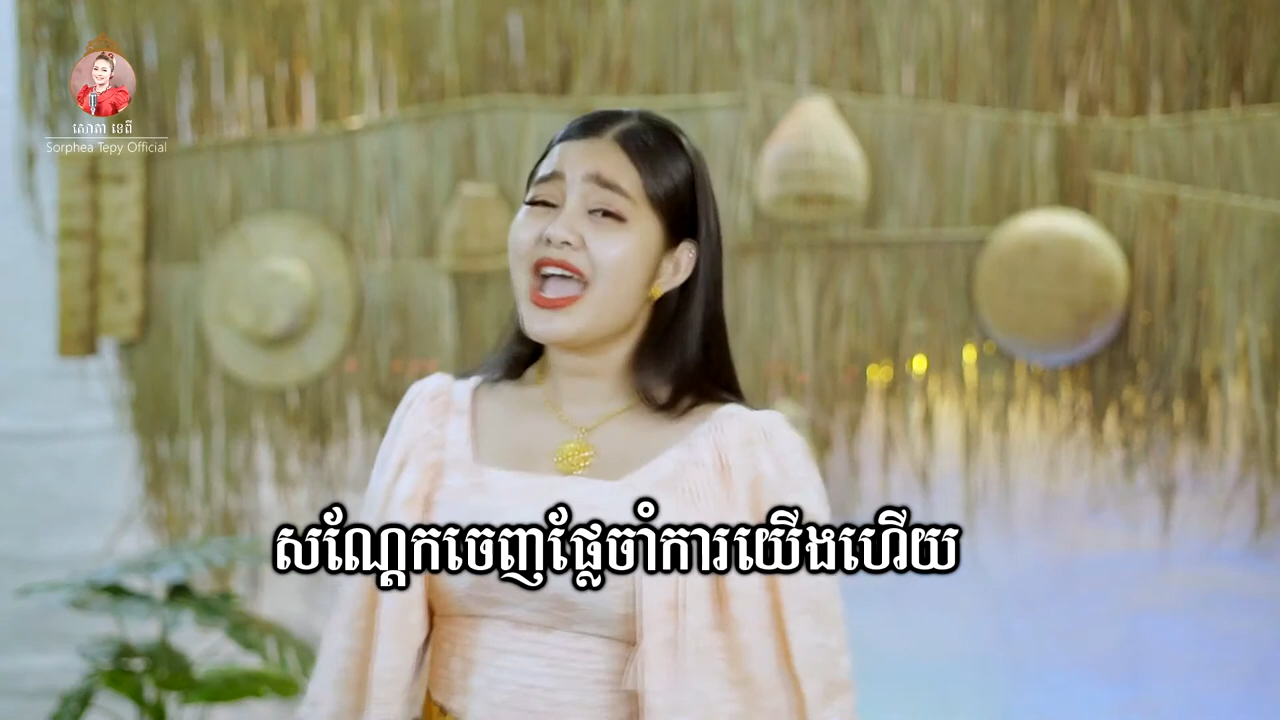 សោភា ទេពី
Sorphea Tepy Official
សណ្ដែកចេញផ្លែចាំការយើងហើយ